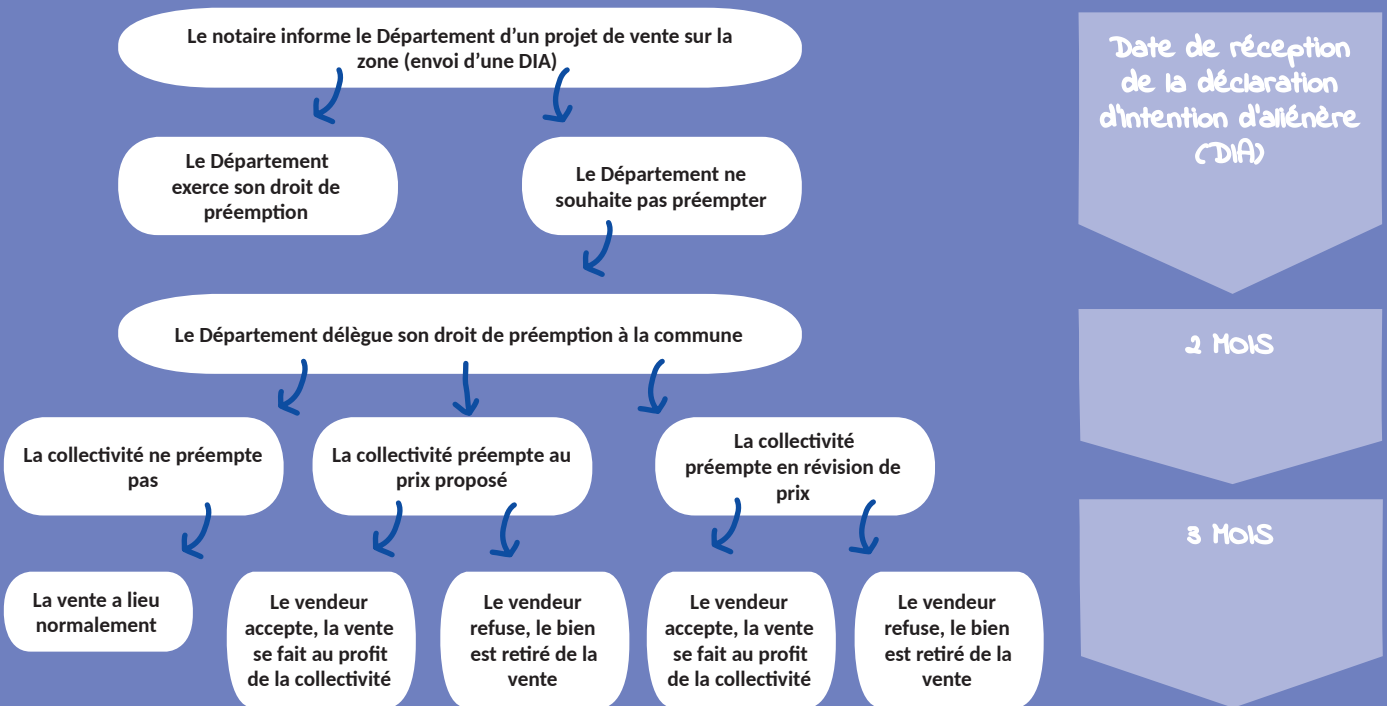 Le notaire informe le Département d'un projet de vente sur la
zone (envoi d'une DIA)
Date de réception
de la déclaration
d'intention d'aliénère
(DIA)
Le Département
exerce son droit de
préemption
Le Département ne
souhaite pas préempter
Le Département délègue son droit de préemption à la commune
2 MOIS
La collectivité ne préempte
pas
La collectivité préempte au
prix proposé
La collectivité
préempte en révision de
prix
3 MOIS
La vente a lieu
normalement
Le vendeur
accepte, la vente
se fait au profit
de la collectivité
Le vendeur
refuse, le bien
est retiré de la
vente
Le vendeur
accepte, la vente
se fait au profit
de la collectivité
Le vendeur
refuse, le bien
est retiré de la
vente